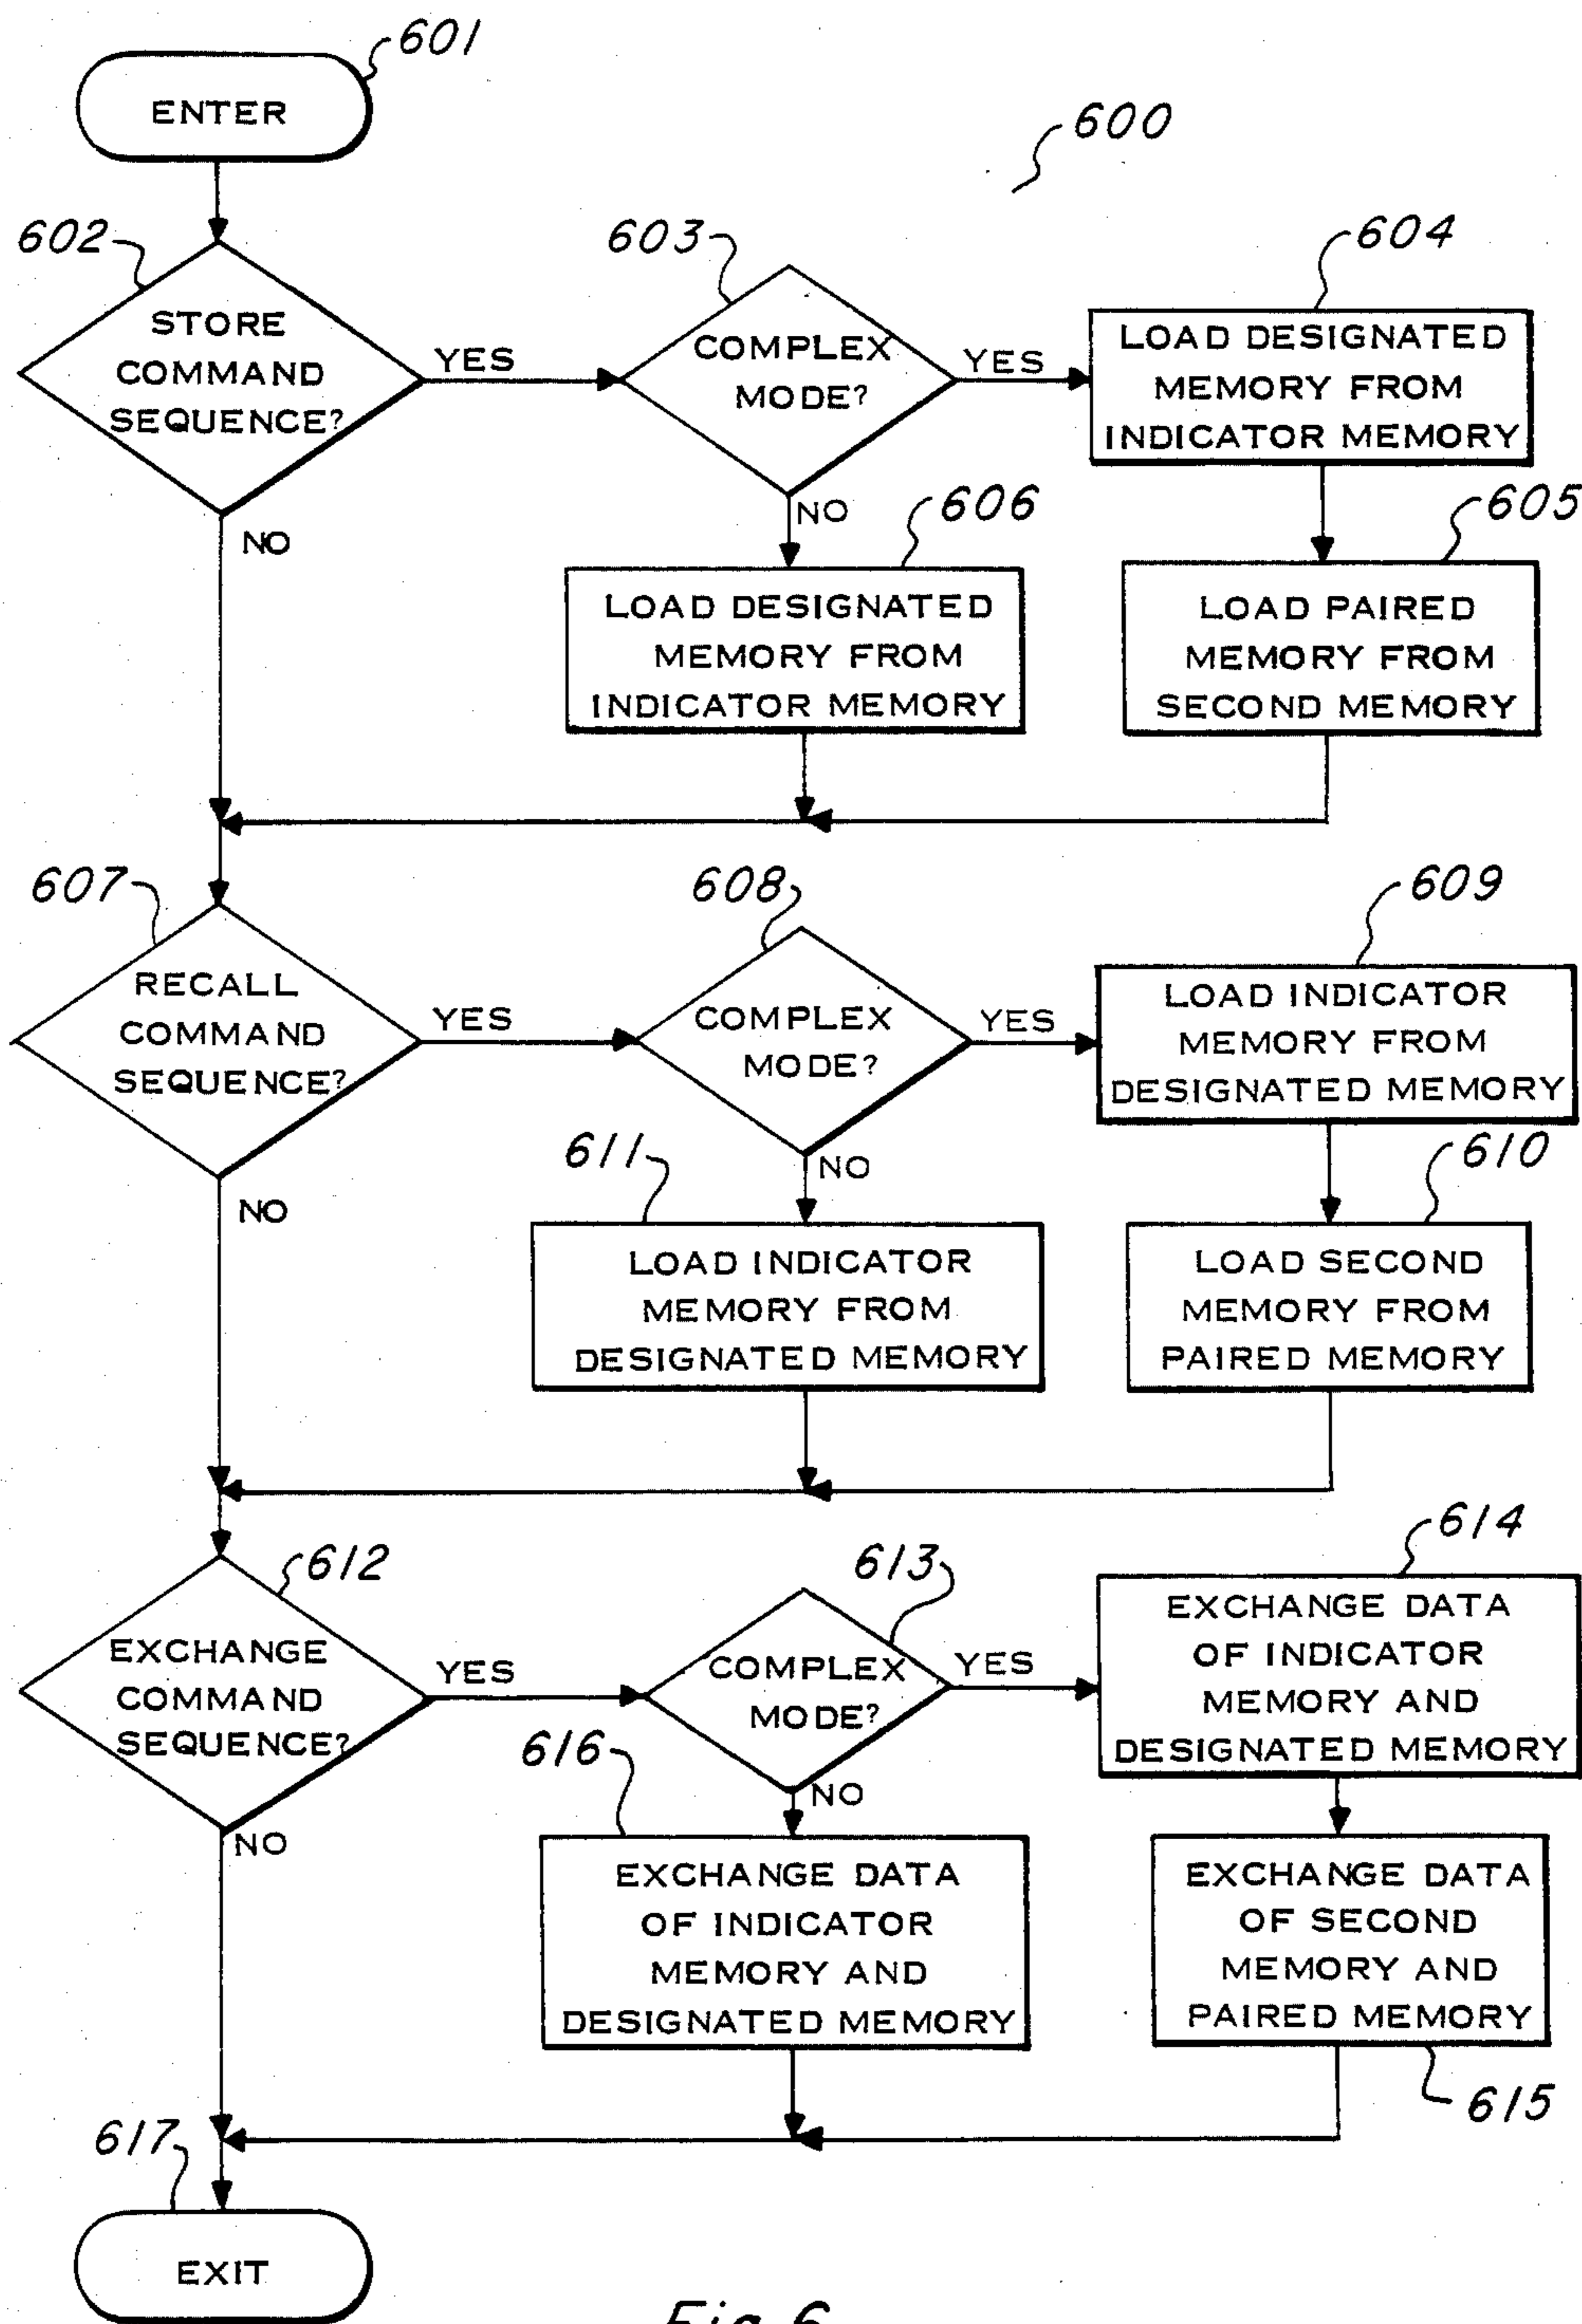 601
ENTER
600
602
STORE
COMMAND
SEQUENCE?
YES
603
COMPLEX
MODE?
YES
604
LOAD DESIGNATED
MEMORY FROM
INDICATOR MEMORY
NO
NO
606
LOAD DESIGNATED
MEMORY FROM
INDICATOR MEMORY
605
LOAD PAIRED
MEMORY FROM
SECOND MEMORY
607
RECALL
COMMAND
SEQUENCE?
YES
608
COMPLEX
MODE?
YES
609
LOAD INDICATOR
MEMORY FROM
DESIGNATED MEMORY
NO
NO
611
LOAD INDICATOR
MEMORY FROM
DESIGNATED MEMORY
610
LOAD SECOND
MEMORY FROM
PAIRED MEMORY
612
EXCHANGE
COMMAND
SEQUENCE?
YES
613
COMPLEX
MODE?
YES
614
EXCHANGE DATA
OF INDICATOR
MEMORY AND
DESIGNATED MEMORY
NO
NO
616
EXCHANGE DATA
OF INDICATOR
MEMORY AND
DESIGNATED MEMORY
EXCHANGE DATA
OF SECOND
MEMORY AND
PAIRED MEMORY
615
617
EXIT
Fig. 6